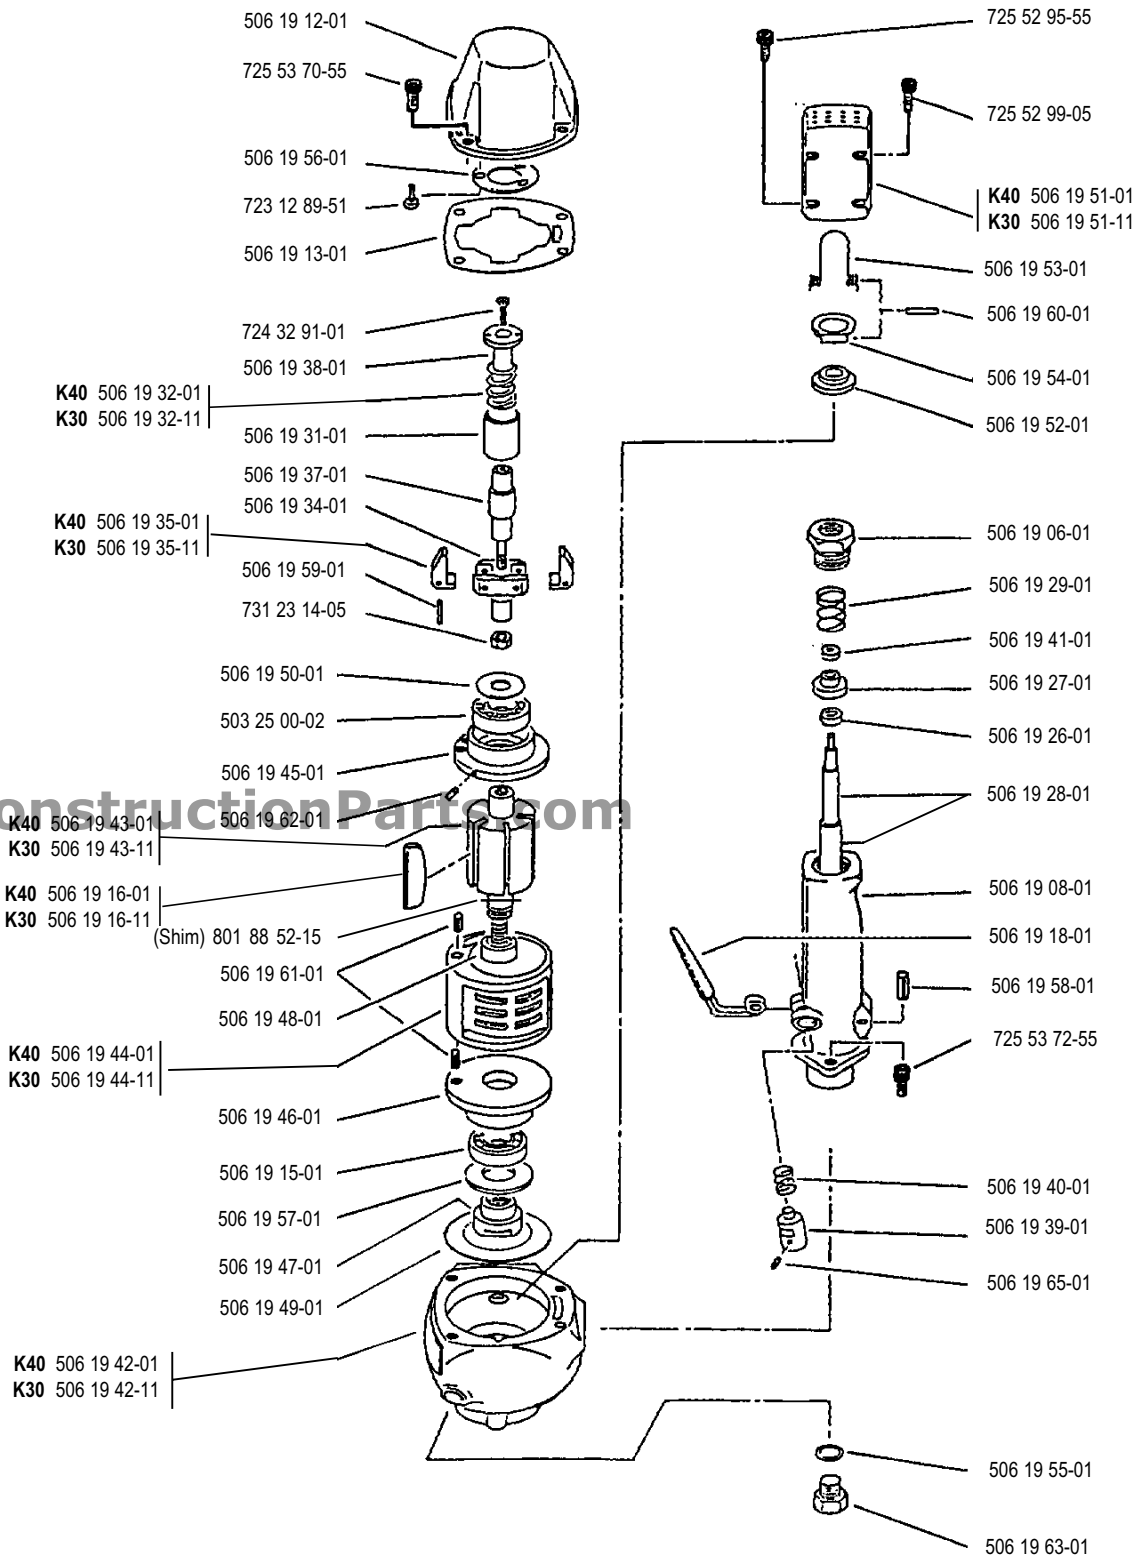 506 19 12-01
725 53 70-55
506 19 56-01
723 12 89-51
506 19 13-01
724 32 91-01
506 19 38-01
K40 506 19 32-01
K30 506 19 32-11
506 19 31-01
506 19 37-01
506 19 34-01
K40 506 19 35-01
K30 506 19 35-11
506 19 59-01
731 23 14-05
506 19 50-01
503 25 00-02
506 19 45-01
onstructionParts.com
506 19 62-01
K40 506 19 43-01
K30 506 19 43-11
K40 506 19 16-01
K30 506 19 16-11
(Shim) 801 88 52-15
506 19 61-01
506 19 48-01
K40 506 19 44-01
K30 506 19 44-11
506 19 46-01
506 19 15-01
506 19 57-01
506 19 47-01
506 19 49-01
K40 506 19 42-01
K30 506 19 42-11
725 52 95-55
725 52 99-05
K40 506 19 51-01
K30 506 19 51-11
506 19 53-01
506 19 60-01
506 19 54-01
506 19 52-01
506 19 06-01
506 19 29-01
506 19 41-01
506 19 27-01
506 19 26-01
506 19 28-01
506 19 08-01
506 19 18-01
506 19 58-01
725 53 72-55
506 19 40-01
506 19 39-01
506 19 65-01
506 19 55-01
506 19 63-01